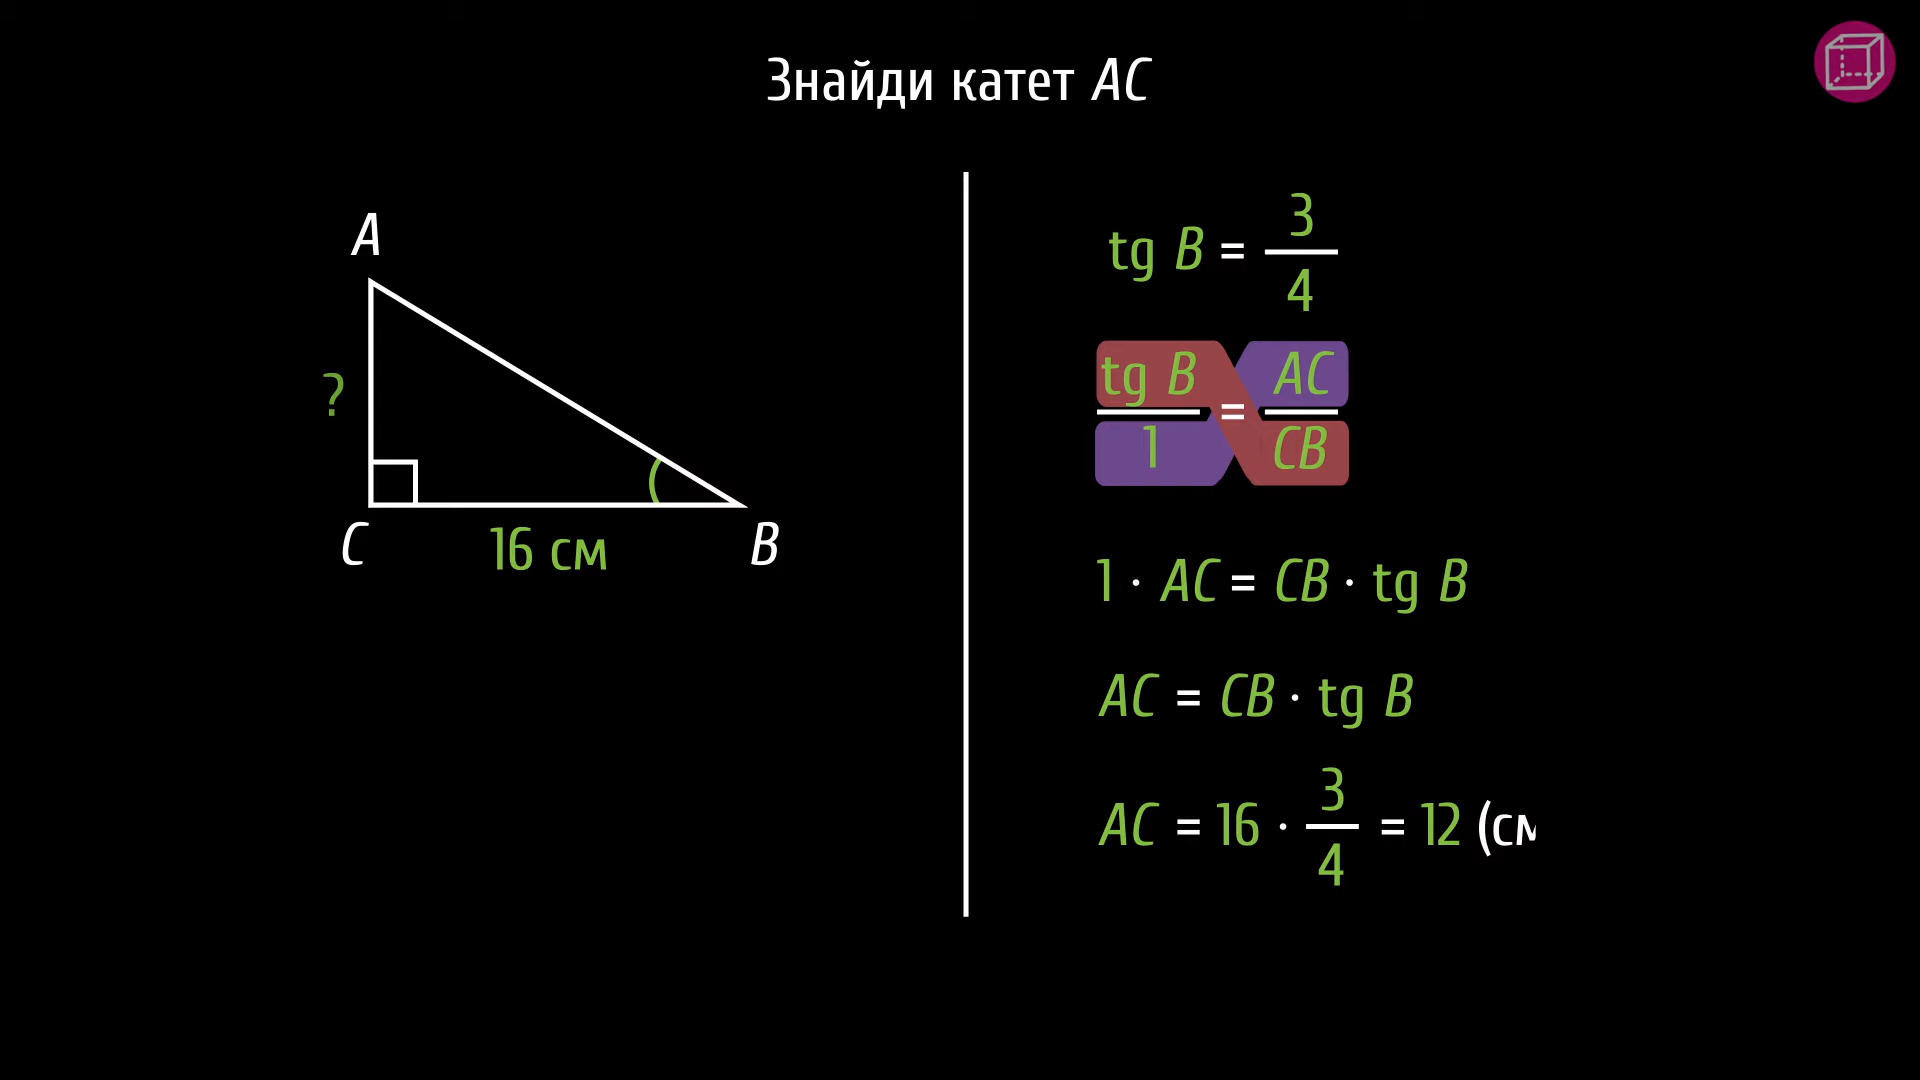 Знайди катет AC
A
?
C
16 см
B
tg B = 3/4
tg B/1 = AC/CB
1 · AC = CB · tg B
AC = CB · tg B
AC = 16 · 3/4 = 12 (см